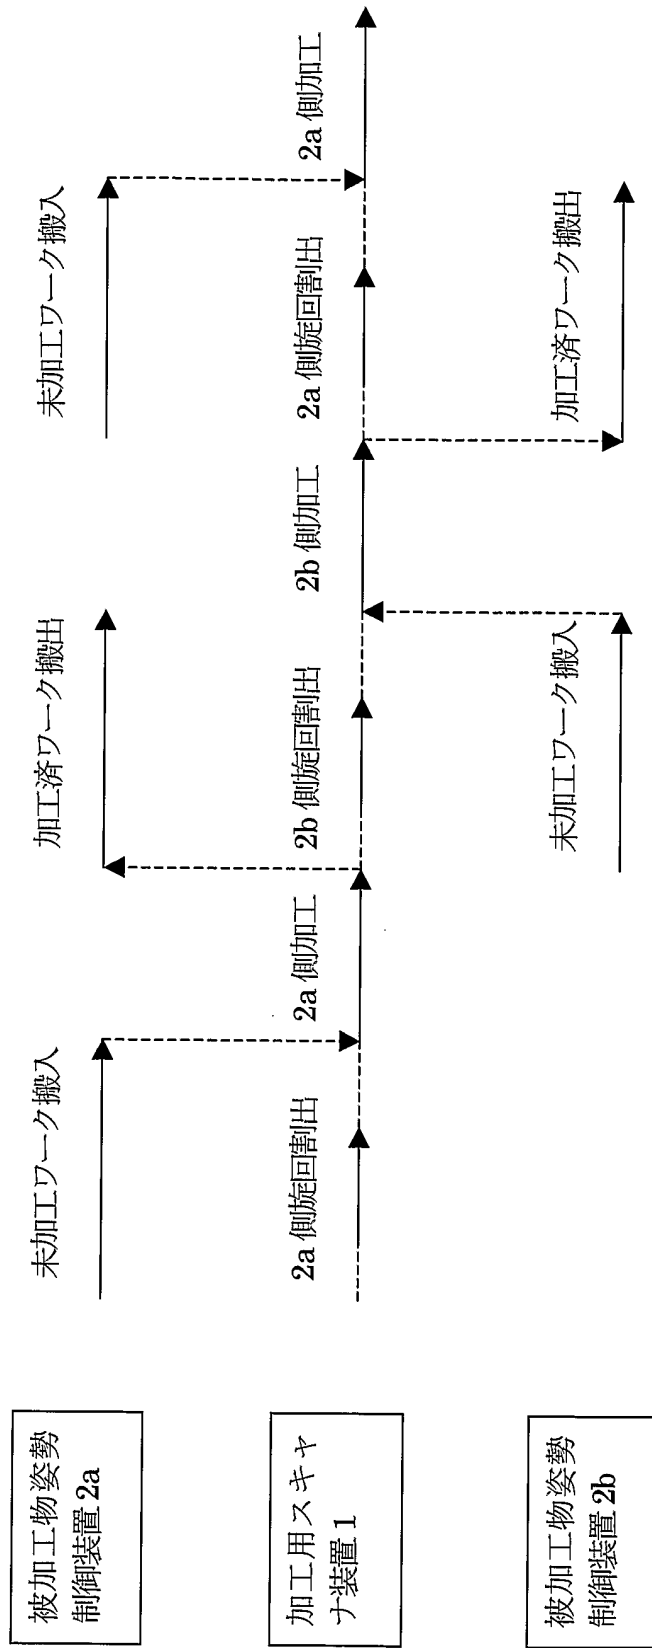 被加工物姿勢
制御装置 2a
未加工ワーク搬入
加工済ワーク搬出
未加工ワーク搬入
加工用スキャ
ナ装置 1
2a 側旋回割出
2a 側加工
2b 側旋回割出
2b 側加工
2a 側旋回割出
2a 側加工
被加工物姿勢
制御装置 2b
未加工ワーク搬入
加工済ワーク搬出